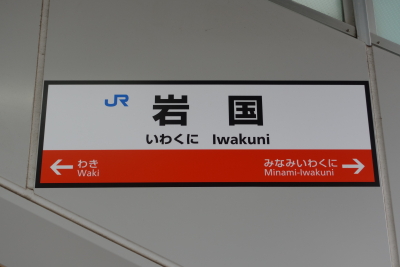 JR 岩国
いわくに Iwakuni
← わき みなみいわくに →
Waki Minami-Iwakuni